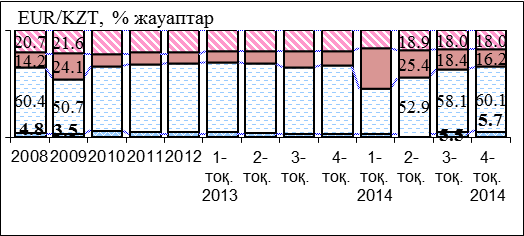 EUR/KZT, % жауаптар
20.7 21.6 18.9 18.0 18.0
14.2 24.1 25.4 18.4 16.2
60.4 50.7 52.9 58.1 60.1
4.8 3.5 5.5 5.7
2008 2009 2010 2011 2012 1- 2- 3- 4- 1- 2- 3- 4-
тоқ. тоқ. тоқ. тоқ. тоқ. тоқ. тоқ. тоқ.
2013 2014 2014